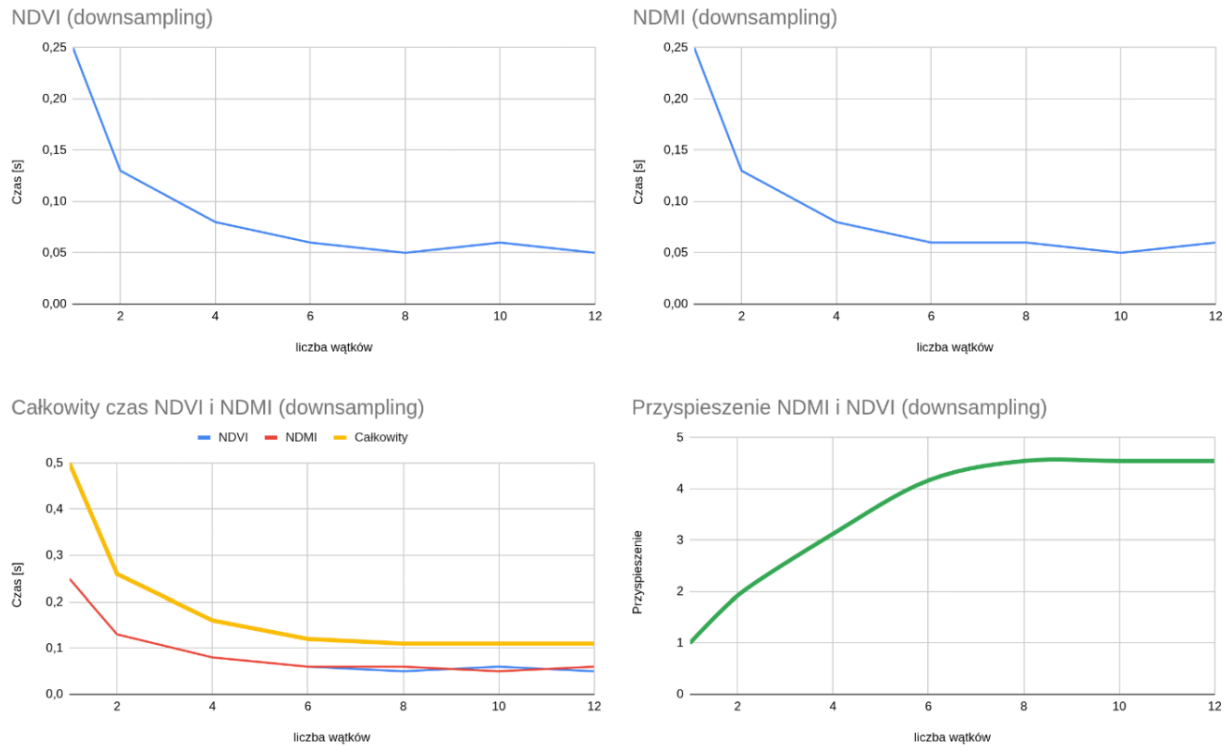 NDVI (downsampling)
0,25
0,20
0,15
0,10
0,05
0,00
Czas [s]
2 4 6 8 10 12
liczba wątków
NDMI (downsampling)
0,25
0,20
0,15
0,10
0,05
0,00
Czas [s]
2 4 6 8 10 12
liczba wątków
Całkowity czas NDVI i NDMI (downsampling)
NDVI NDMI Całkowity
0,5
0,4
0,3
0,2
0,1
0,0
Czas [s]
2 4 6 8 10 12
liczba wątków
Przyspieszenie NDMI i NDVI (downsampling)
5
4
3
2
1
0
Przyspieszenie
2 4 6 8 10 12
liczba wątków